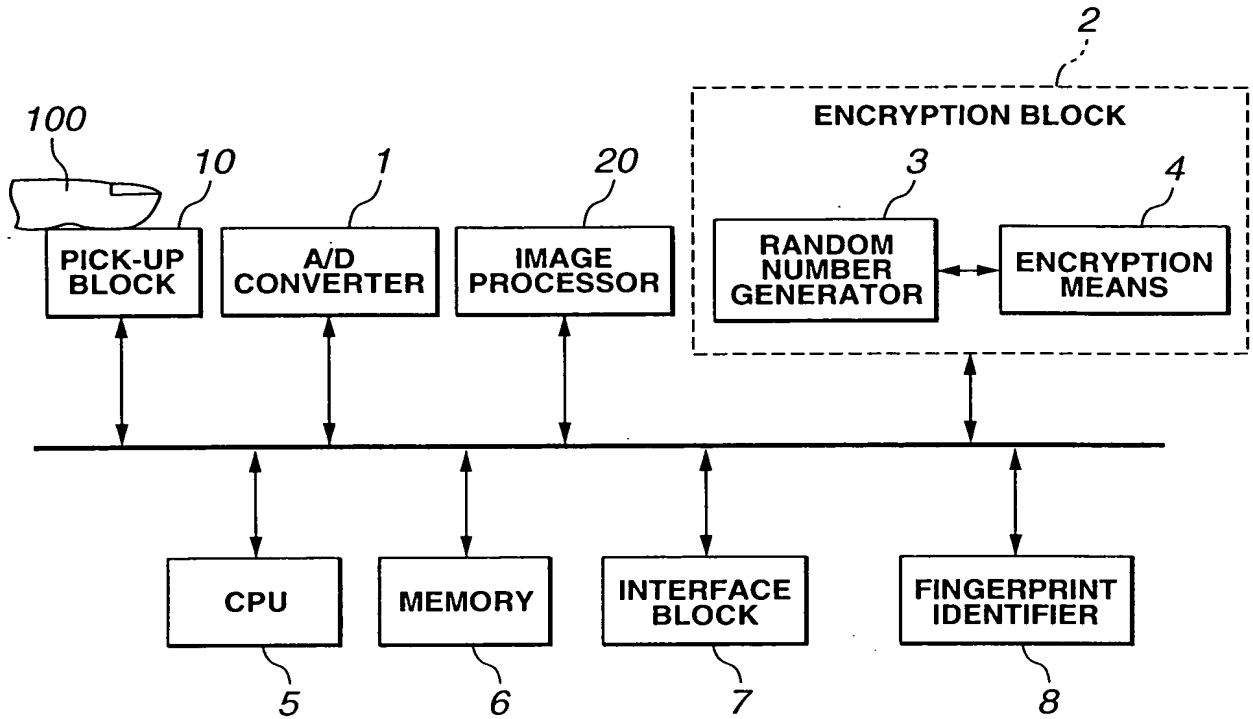 2
ENCRYPTION BLOCK
100
10
1
20
3
4
PICK-UP
BLOCK
A/D
CONVERTER
IMAGE
PROCESSOR
RANDOM
NUMBER
GENERATOR
ENCRYPTION
MEANS
CPU
MEMORY
INTERFACE
BLOCK
FINGERPRINT
IDENTIFIER
5
6
7
8